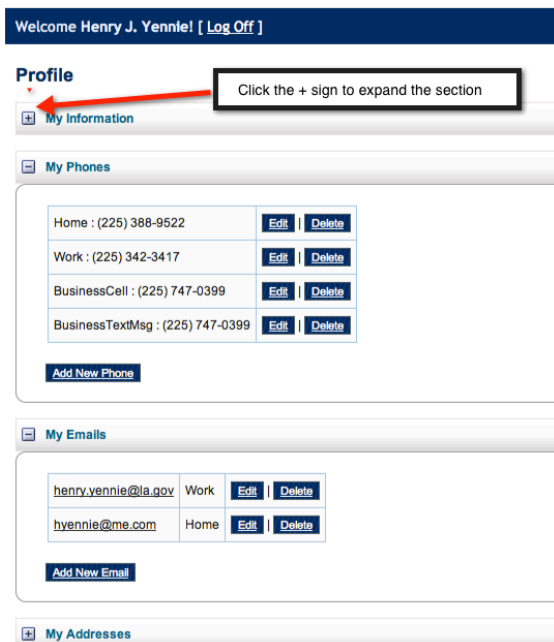 Welcome Henry J. Yennie! [ Log Off ]
Profile
Click the + sign to expand the section
My Information
My Phones
Home : (225) 388-9522 Edit | Delete
Work : (225) 342-3417 Edit | Delete
BusinessCell : (225) 747-0399 Edit | Delete
BusinessTextMsg : (225) 747-0399 Edit | Delete
Add New Phone
My Emails
henry.yennie@la.gov Work Edit | Delete
hyennie@me.com Home Edit | Delete
Add New Email
My Addresses